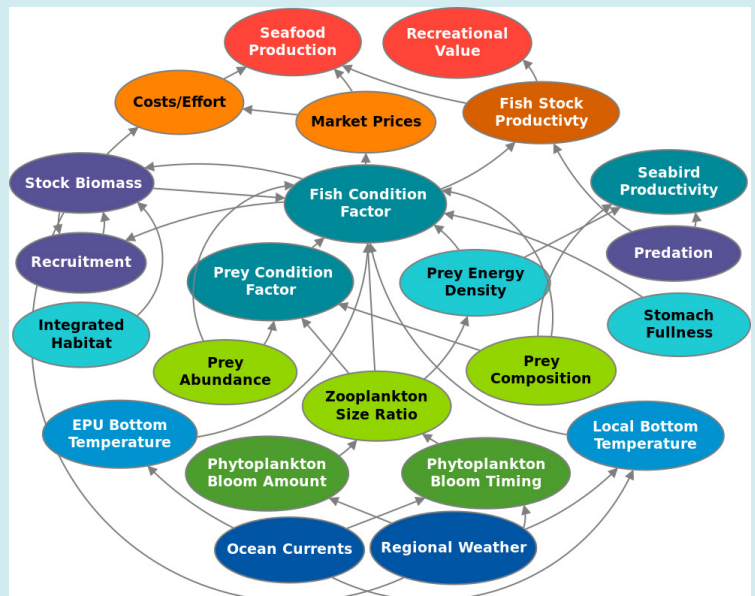 Seafood
Production
Recreational
Value
Costs/Effort
Market Prices
Fish Stock
Productivty
Stock Biomass
Fish Condition
Factor
Seabird
Productivity
Recruitment
Prey Condition
Factor
Prey Energy
Density
Predation
Integrated
Habitat
Stomach
Fullness
Prey
Abundance
Zooplankton
Size Ratio
Prey
Composition
EPU Bottom
Temperature
Local Bottom
Temperature
Phytoplankton
Bloom Amount
Phytoplankton
Bloom Timing
Ocean Currents
Regional Weather